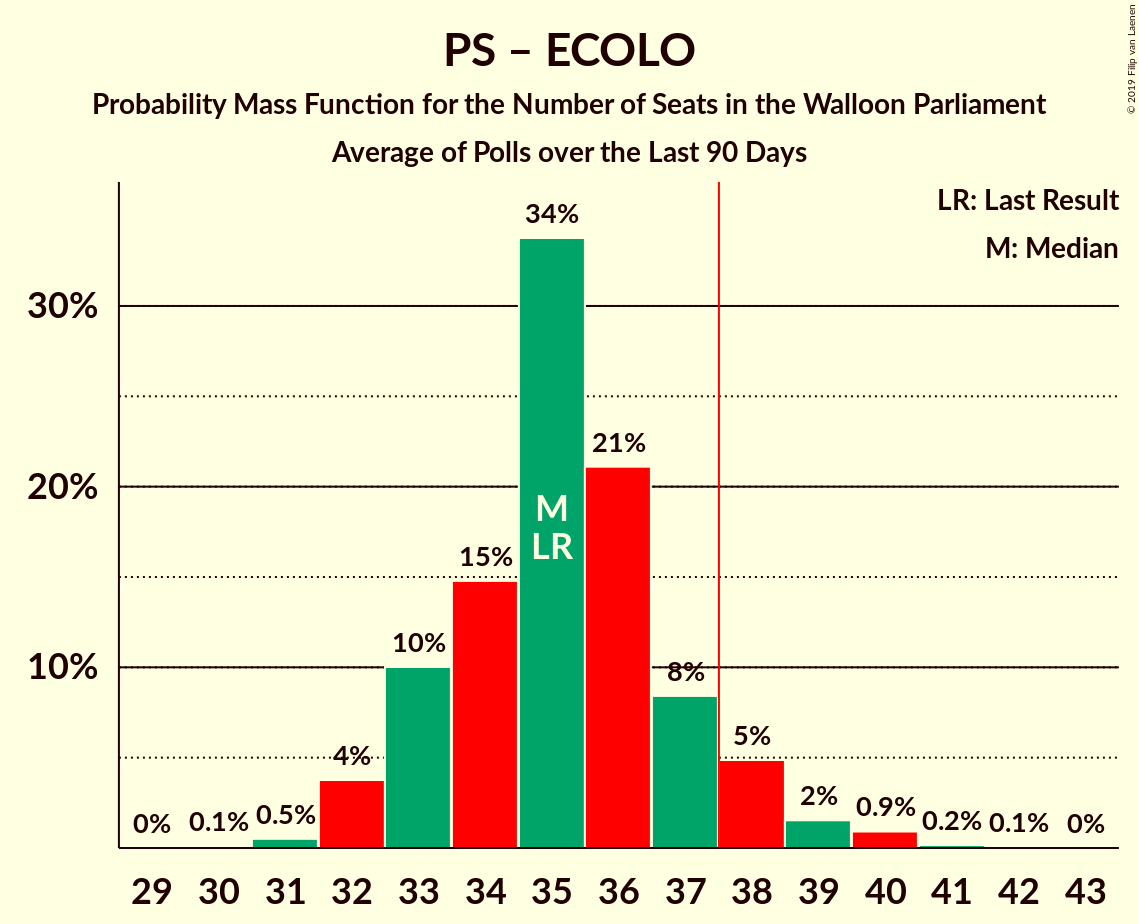 PS – ECOLO
Probability Mass Function for the Number of Seats in the Walloon Parliament
Average of Polls over the Last 90 Days
© 2019 Filip van Laenen
LR: Last Result
M: Median
34%
30%
21%
20%
M
LR
15%
10%
10%
8%
5%
4%
2%
0%
0.1%
0.5%
0.9%
0.2%
0.1%
0%
29 30 31 32 33 34 35 36 37 38 39 40 41 42 43